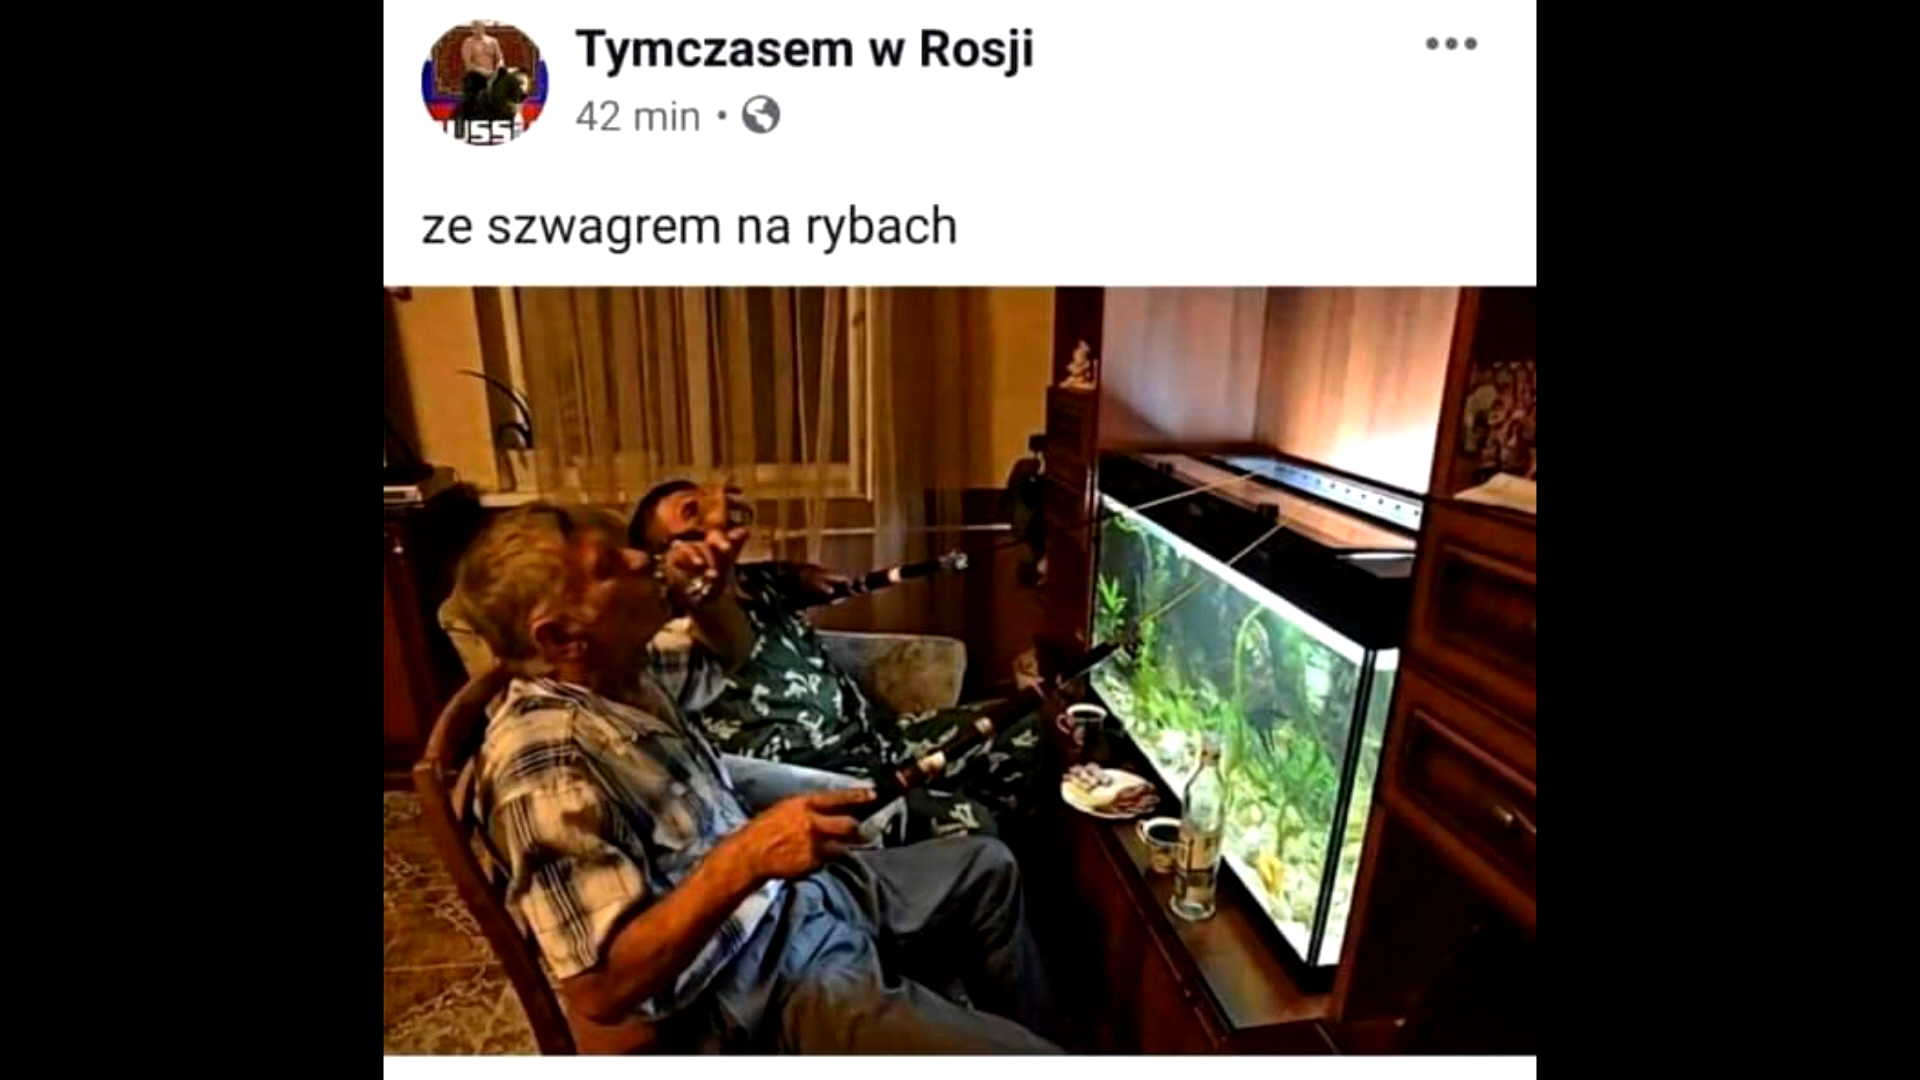 Tymczasem w Rosji
42 min •
ze szwagrem na rybach